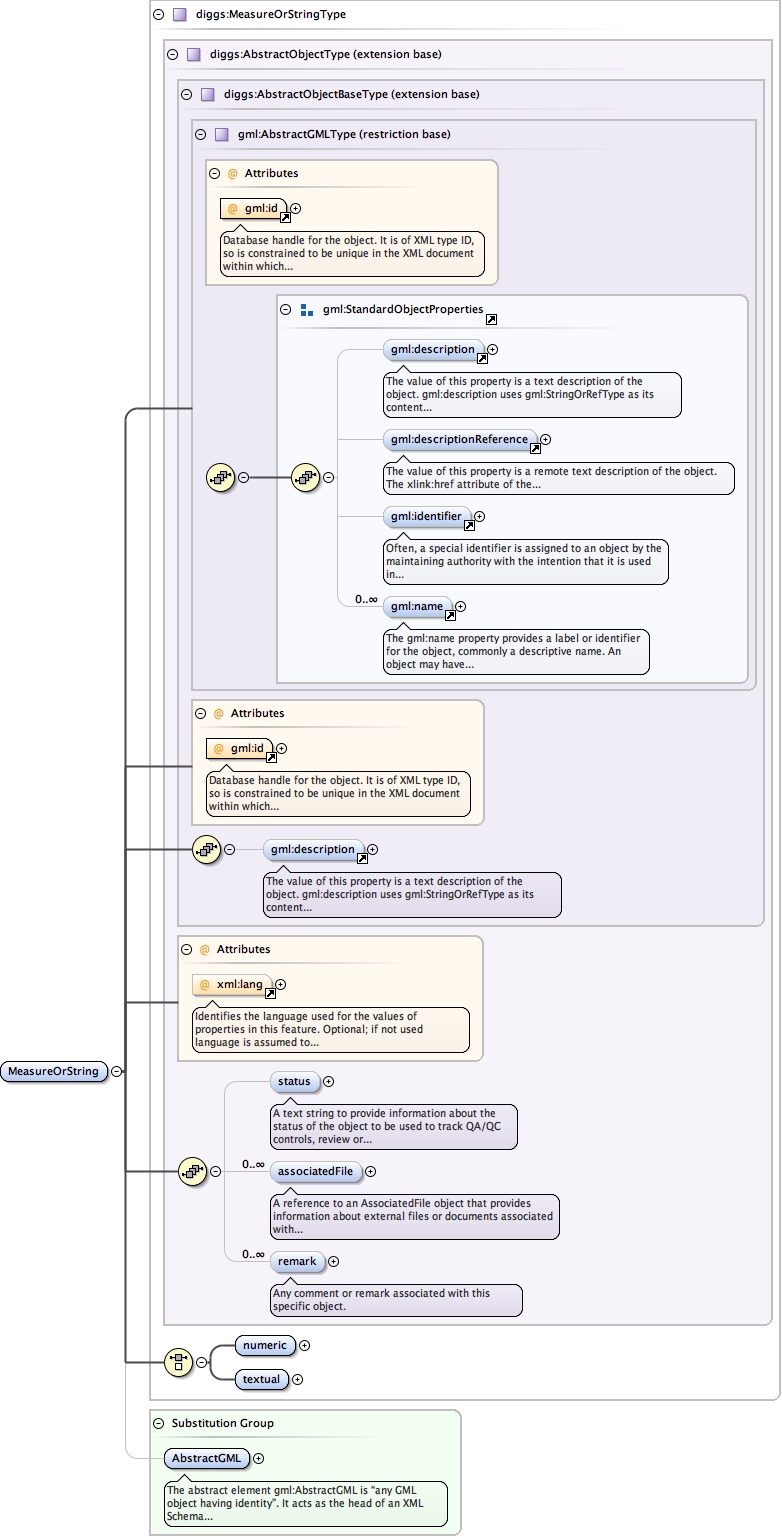 diggs:MeasureOrStringType
diggs:AbstractObjectType (extension base)
diggs:AbstractObjectBaseType (extension base)
gml:AbstractGMLType (restriction base)
@ Attributes
@ gml:id
Database handle for the object. It is of XML type ID,
so is constrained to be unique in the XML document
within which...
gml:StandardObjectProperties
gml:description
The value of this property is a text description of the
object. gml:description uses gml:StringOrRefType as its
content...
gml:descriptionReference
The value of this property is a remote text description of the object.
The xlink:href attribute of the...
gml:identifier
Often, a special identifier is assigned to an object by the
maintaining authority with the intention that it is used
in...
0..∞
gml:name
The gml:name property provides a label or identifier
for the object, commonly a descriptive name. An
object may have...
@ Attributes
@ gml:id
Database handle for the object. It is of XML type ID,
so is constrained to be unique in the XML document
within which...
gml:description
The value of this property is a text description of the
object. gml:description uses gml:StringOrRefType as its
content...
@ Attributes
@ xml:lang
Identifies the language used for the values of
properties in this feature. Optional; if not used
language is assumed to...
MeasureOrString
status
A text string to provide information about the
status of the object to be used to track QA/QC
controls, review or...
0..∞
associatedFile
A reference to an AssociatedFile object that provides
information about external files or documents associated
with...
0..∞
remark
Any comment or remark associated with this
specific object.
numeric
textual
Substitution Group
AbstractGML
The abstract element gml:AbstractGML is “any GML
object having identity”. It acts as the head of an XML
Schema...